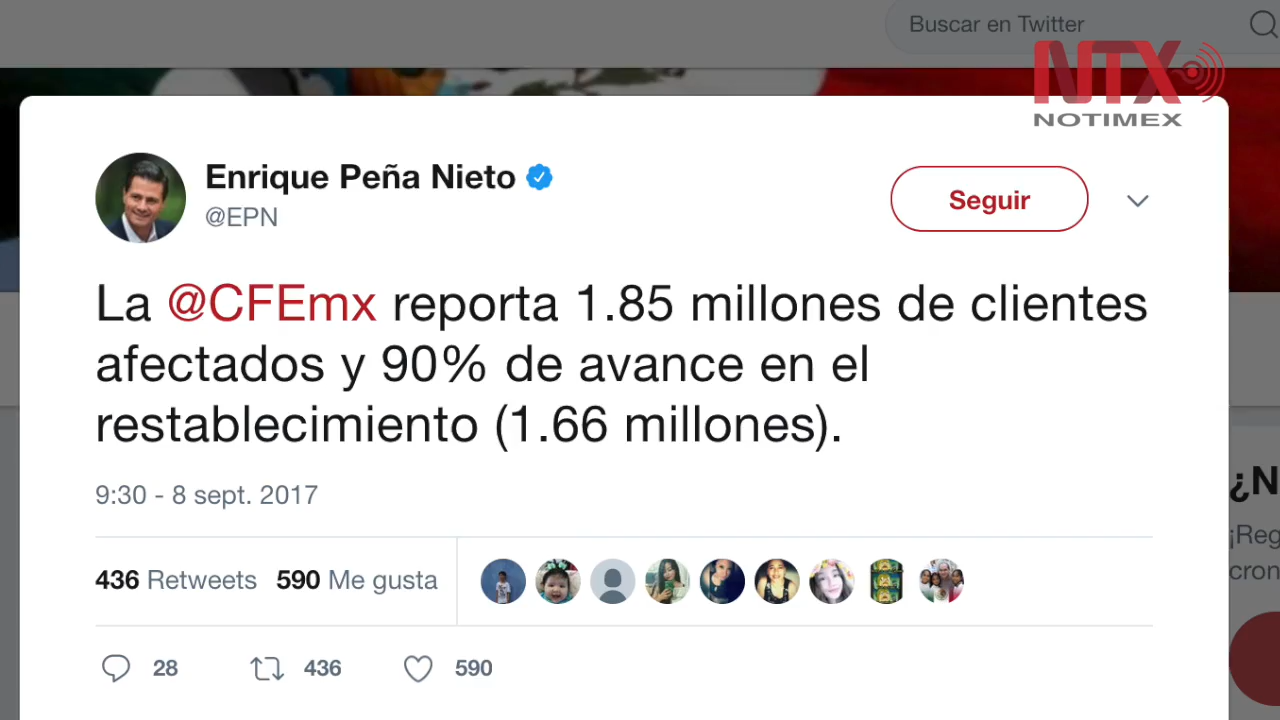 Buscar en Twitter
NTX
NOTIMEX
Enrique Peña Nieto
@EPN
Seguir
La @CFEmx reporta 1.85 millones de clientes
afectados y 90% de avance en el
restablecimiento (1.66 millones).
9:30 - 8 sept. 2017
436 Retweets 590 Me gusta
28 436 590
¿N
¡Reg
cron